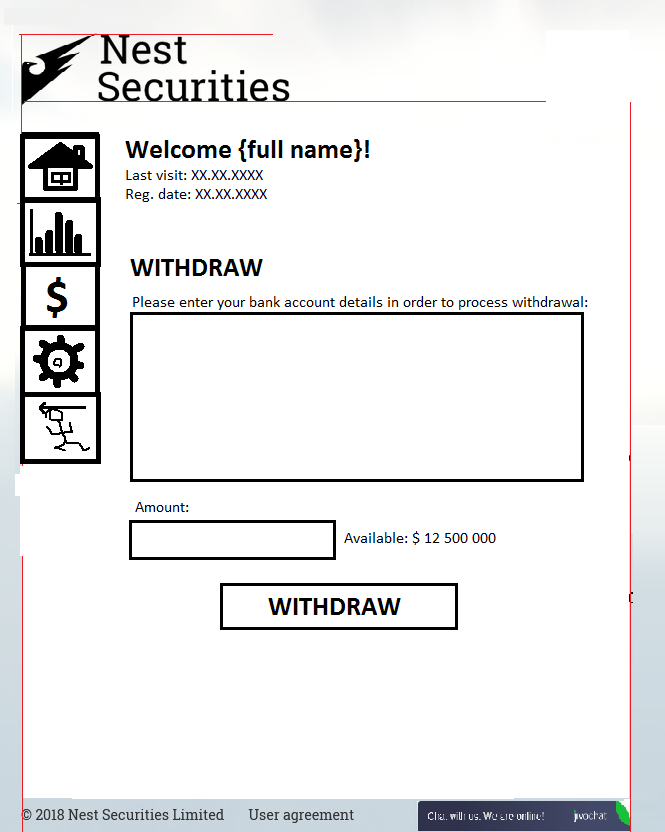 Nest
Securities
Welcome {full name}!
Last visit: XX.XX.XXXX
Reg. date: XX.XX.XXXX
WITHDRAW
Please enter your bank account details in order to process withdrawal:
Amount:
Available: $ 12 500 000
WITHDRAW
$
© 2018 Nest Securities Limited User agreement
Chat with us. We are online! jivochat